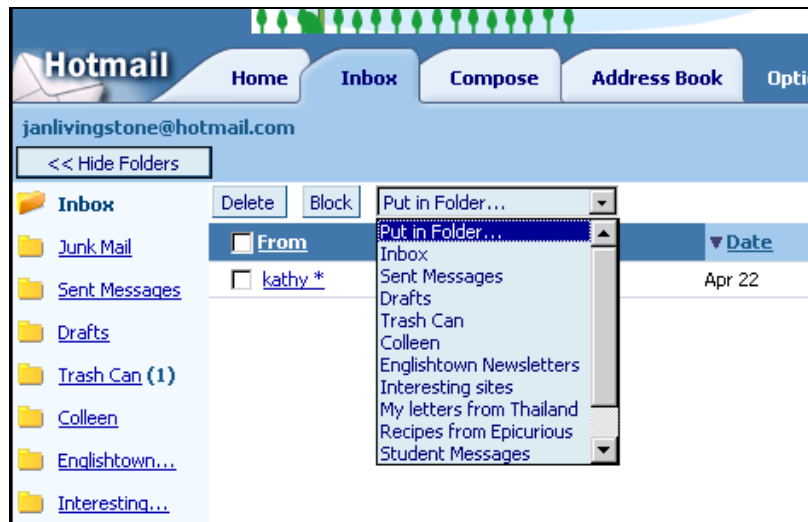 Hotmail
Home Inbox Compose Address Book Opti
janlivingstone@hotmail.com
<< Hide Folders
Inbox
Junk Mail
Sent Messages
Drafts
Trash Can (1)
Colleen
Englishtown...
Interesting...
Delete Block Put in Folder...
From Date
kathy * Apr 22
Put in Folder...
Inbox
Sent Messages
Drafts
Trash Can
Colleen
Englishtown Newsletters
Interesting sites
My letters from Thailand
Recipes from Epicurious
Student Messages